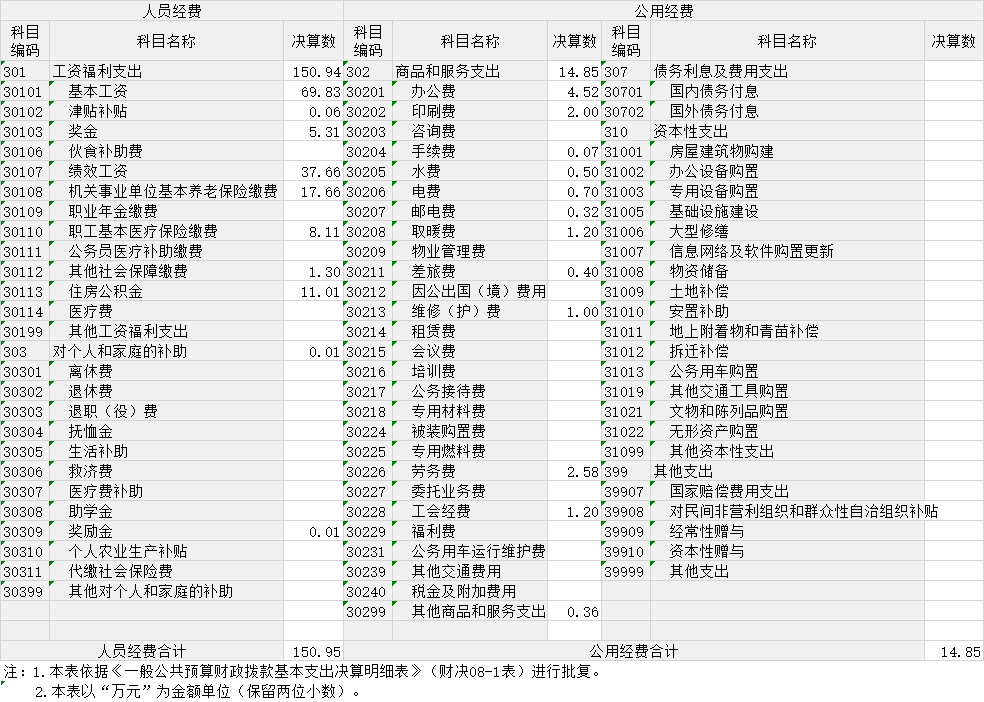 人员经费 公用经费
科目编码 科目名称 决算数 科目编码 科目名称 决算数 科目编码 科目名称 决算数
301 工资福利支出 150.94 302 商品和服务支出 14.85 307 债务利息及费用支出
30101 基本工资 69.83 30201 办公费 4.52 30701 国内债务付息
30102 津贴补贴 0.06 30202 印刷费 2.00 30702 国外债务付息
30103 奖金 5.31 30203 咨询费 310 资本性支出
30106 伙食补助费 30204 手续费 0.07 31001 房屋建筑物购建
30107 绩效工资 37.66 30205 水费 0.50 31002 办公设备购置
30108 机关事业单位基本养老保险缴费 17.66 30206 电费 0.70 31003 专用设备购置
30109 职业年金缴费 30207 邮电费 0.32 31005 基础设施建设
30110 职工基本医疗保险缴费 8.11 30208 取暖费 1.20 31006 大型修缮
30111 公务员医疗补助缴费 30209 物业管理费 31007 信息网络及软件购置更新
30112 其他社会保障缴费 1.30 30211 差旅费 0.40 31008 物资储备
30113 住房公积金 11.01 30212 因公出国（境）费用 31009 土地补偿
30114 医疗费 30213 维修（护）费 1.00 31010 安置补助
30199 其他工资福利支出 30214 租赁费 31011 地上附着物和青苗补偿
303 对个人和家庭的补助 0.01 30215 会议费 31012 拆迁补偿
30301 离休费 30216 培训费 31013 公务用车购置
30302 退休费 30217 公务接待费 31019 其他交通工具购置
30303 退职（役）费 30218 专用材料费 31021 文物和陈列品购置
30304 抚恤金 30224 被装购置费 31022 无形资产购置
30305 生活补助 30225 专用燃料费 31099 其他资本性支出
30306 救济费 30226 劳务费 2.58 399 其他支出
30307 医疗费补助 30227 委托业务费 39907 国家赔偿费用支出
30308 助学金 30228 工会经费 1.20 39908 对民间非营利组织和群众性自治组织补贴
30309 奖励金 0.01 30229 福利费 39909 经常性赠与
30310 个人农业生产补贴 30231 公务用车运行维护费 39910 资本性赠与
30311 代缴社会保险费 30239 其他交通费用 39999 其他支出
30399 其他对个人和家庭的补助 30240 税金及附加费用
30299 其他商品和服务支出 0.36
人员经费合计 150.95 公用经费合计 14.85
注：1.本表依据《一般公共预算财政拨款基本支出决算明细表》（财决08-1表）进行批复。
2.本表以“万元”为金额单位（保留两位小数）。